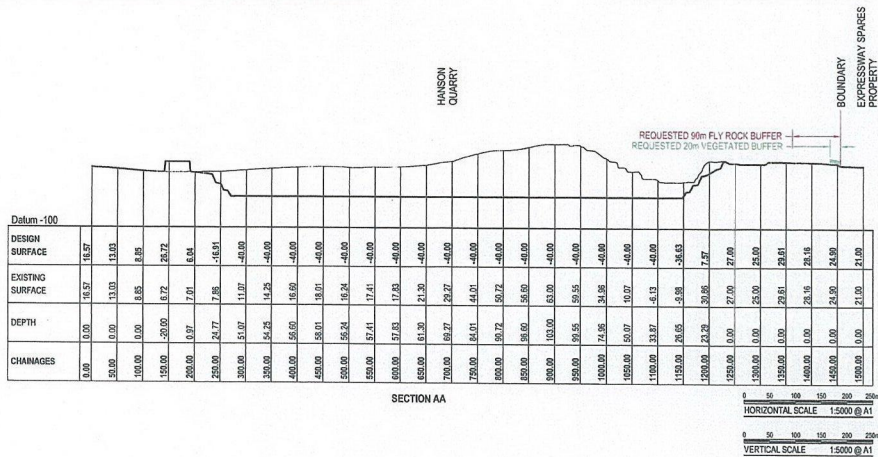 HANSON
QUARRY
BOUNDARY
EXPRESSWAY SPARES
PROPERTY
REQUESTED 90m FLY ROCK BUFFER
REQUESTED 20m VEGETATED BUFFER
Datum -100
DESIGN SURFACE 16.57 13.03 8.85 26.72 6.04 -16.91 -40.00 -40.00 -40.00 -40.00 -40.00 -40.00 -40.00 -40.00 -40.00 -40.00 -40.00 -40.00 -40.00 -40.00 -40.00 -40.00 -40.00 -36.63 7.57 27.00 25.00 29.61 28.16 24.90 21.00
EXISTING SURFACE 16.57 13.03 8.85 6.72 7.01 7.86 11.07 14.25 16.60 18.01 16.24 17.41 17.83 21.30 29.27 44.01 50.72 56.60 63.00 59.55 34.96 10.07 -6.13 -9.98 30.86 27.00 25.00 29.61 28.16 24.90 21.00
DEPTH 0.00 0.00 0.00 -20.00 0.97 24.77 51.07 54.25 56.60 58.01 56.24 57.41 57.83 61.30 69.27 84.01 90.72 96.60 103.00 99.55 74.96 50.07 33.87 26.65 23.29 0.00 0.00 0.00 0.00 0.00 0.00
CHAINAGES 0.00 50.00 100.00 150.00 200.00 250.00 300.00 350.00 400.00 450.00 500.00 550.00 600.00 650.00 700.00 750.00 800.00 850.00 900.00 950.00 1000.00 1050.00 1100.00 1150.00 1200.00 1250.00 1300.00 1350.00 1400.00 1450.00 1500.00
SECTION AA
0 50 100 150 200 250m
HORIZONTAL SCALE 1:5000 @ A1
0 50 100 150 200 250m
VERTICAL SCALE 1:5000 @ A1